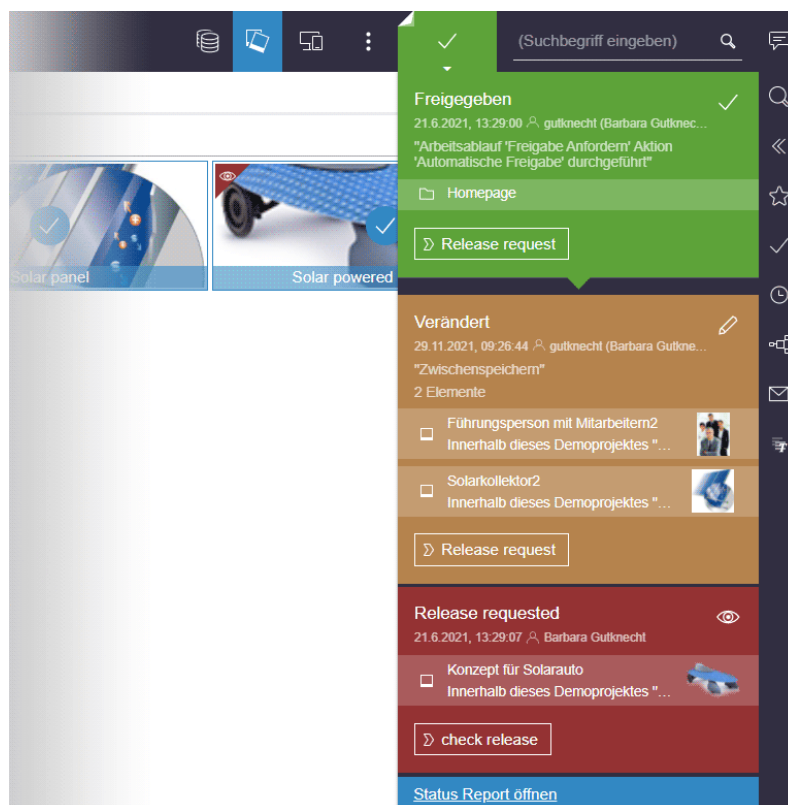 (Suchbegriff eingeben)
Solar panel
Solar powered
Freigegeben
21.6.2021, 13:29:00 gutknecht (Barbara Gutknec...
"Arbeitsablauf 'Freigabe Anfordern' Aktion
'Automatische Freigabe' durchgeführt"
Homepage
Release request
Verändert
29.11.2021, 09:26:44 gutknecht (Barbara Gutkne...
"Zwischenspeichern"
2 Elemente
Führungsperson mit Mitarbeitern2
Innerhalb dieses Demoprojektes "...
Solarkollektor2
Innerhalb dieses Demoprojektes "...
Release request
Release requested
21.6.2021, 13:29:07 Barbara Gutknecht
Konzept für Solarauto
Innerhalb dieses Demoprojektes "...
check release
Status Report öffnen